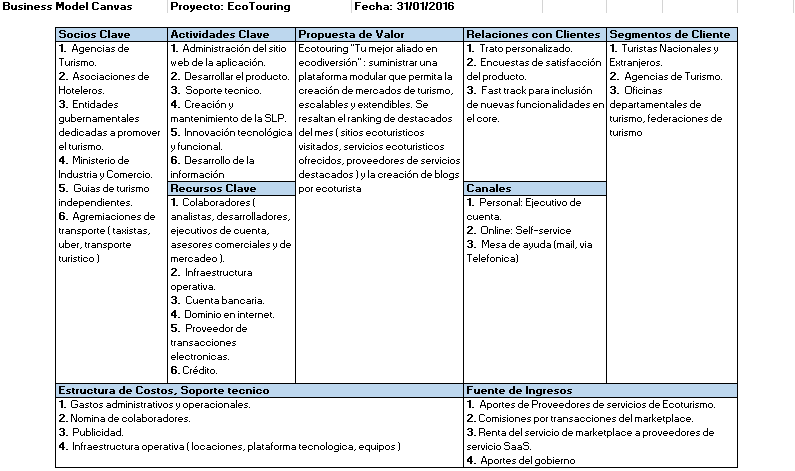 Business Model Canvas Proyecto: EcoTouring Fecha: 31/01/2016
Socios Clave
1. Agencias de
Turismo.
2. Asociaciones de
Hoteleros.
3. Entidades
gubernamentales
dedicadas a promover
el turismo.
4. Ministerio de
Industria y Comercio.
5. Guias de turismo
independientes.
6. Agremiaciones de
transporte ( taxistas,
uber, transporte
turistico )
Actividades Clave
1. Administración del sitio
web de la aplicación.
2. Desarrollar el producto.
3. Soporte tecnico.
4. Creación y
mantenimiento de la SLP.
5. Innovación tecnológica
y funcional.
6. Desarrollo de la
información
Recursos Clave
1. Colaboradores (
analistas, desarrolladores,
ejecutivos de cuenta,
asesores comerciales y de
mercadeo ).
2. Infraestructura
operativa.
3. Cuenta bancaria.
4. Dominio en internet.
5. Proveedor de
transacciones
electronicas.
6. Crédito.
Propuesta de Valor
Ecotouring "Tu mejor aliado en
ecodiversión" : suministrar una
plataforma modular que permita la
creación de mercados de turismo,
escalables y extendibles. Se
resaltan el ranking de destacados
del mes ( sitios ecoturisticos
visitados, servicios ecoturisticos
ofrecidos, proveedores de servicios
destacados ) y la creación de blogs
por ecoturista
Relaciones con Clientes
1. Trato personalizado.
2. Encuestas de satisfacción
del producto.
3. Fast track para inclusión
de nuevas funcionalidades en
el core.
Canales
1. Personal: Ejecutivo de
cuenta.
2. Online: Self-service
3. Mesa de ayuda (mail, via
Telefonica)
Segmentos de Cliente
1. Turistas Nacionales y
Extranjeros.
2. Agencias de Turismo.
3. Oficinas
departamentales de
turismo, federaciones de
turismo
Estructura de Costos, Soporte tecnico
1. Gastos administrativos y operacionales.
2. Nomina de colaboradores.
3. Publicidad.
4. Infraestructura operativa ( locaciones, plataforma tecnologica, equipos )
Fuente de Ingresos
1. Aportes de Proveedores de servicios de Ecoturismo.
2. Comisiones por transacciones del marketplace.
3. Renta del servicio de marketplace a proveedores de
servicio SaaS.
4. Aportes del gobierno